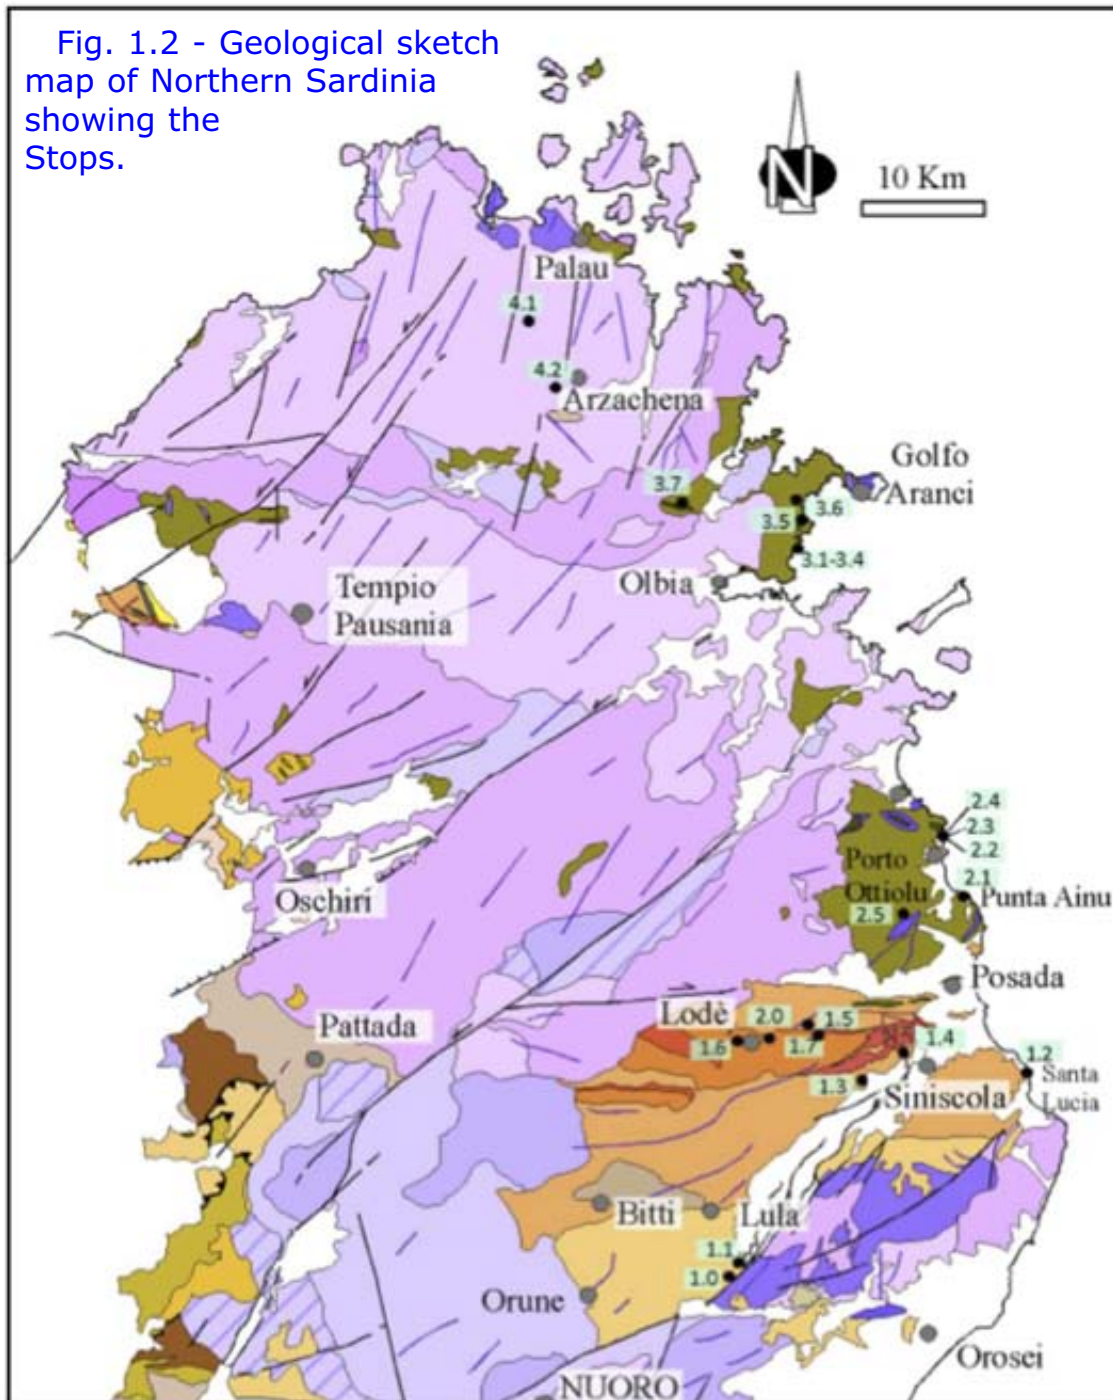 Fig. 1.2 - Geological sketch
map of Northern Sardinia
showing the
Stops.
N
10 Km
Palau
4.1
4.2
Arzachena
Golfo
Aranci
3.7
3.6
3.5
3.1-3.4
Olbia
Tempio
Pausania
2.4
2.3
2.2
Porto
Ottiolu
2.1
Punta Ainu
2.5
Oschiri
Posada
Lodè
2.0
1.5
1.6
1.7
1.4
Pattada
1.2
Santa
Lucia
1.3
Siniscola
Bitti
Lula
1.1
1.0
Orune
Orosei
NUORO